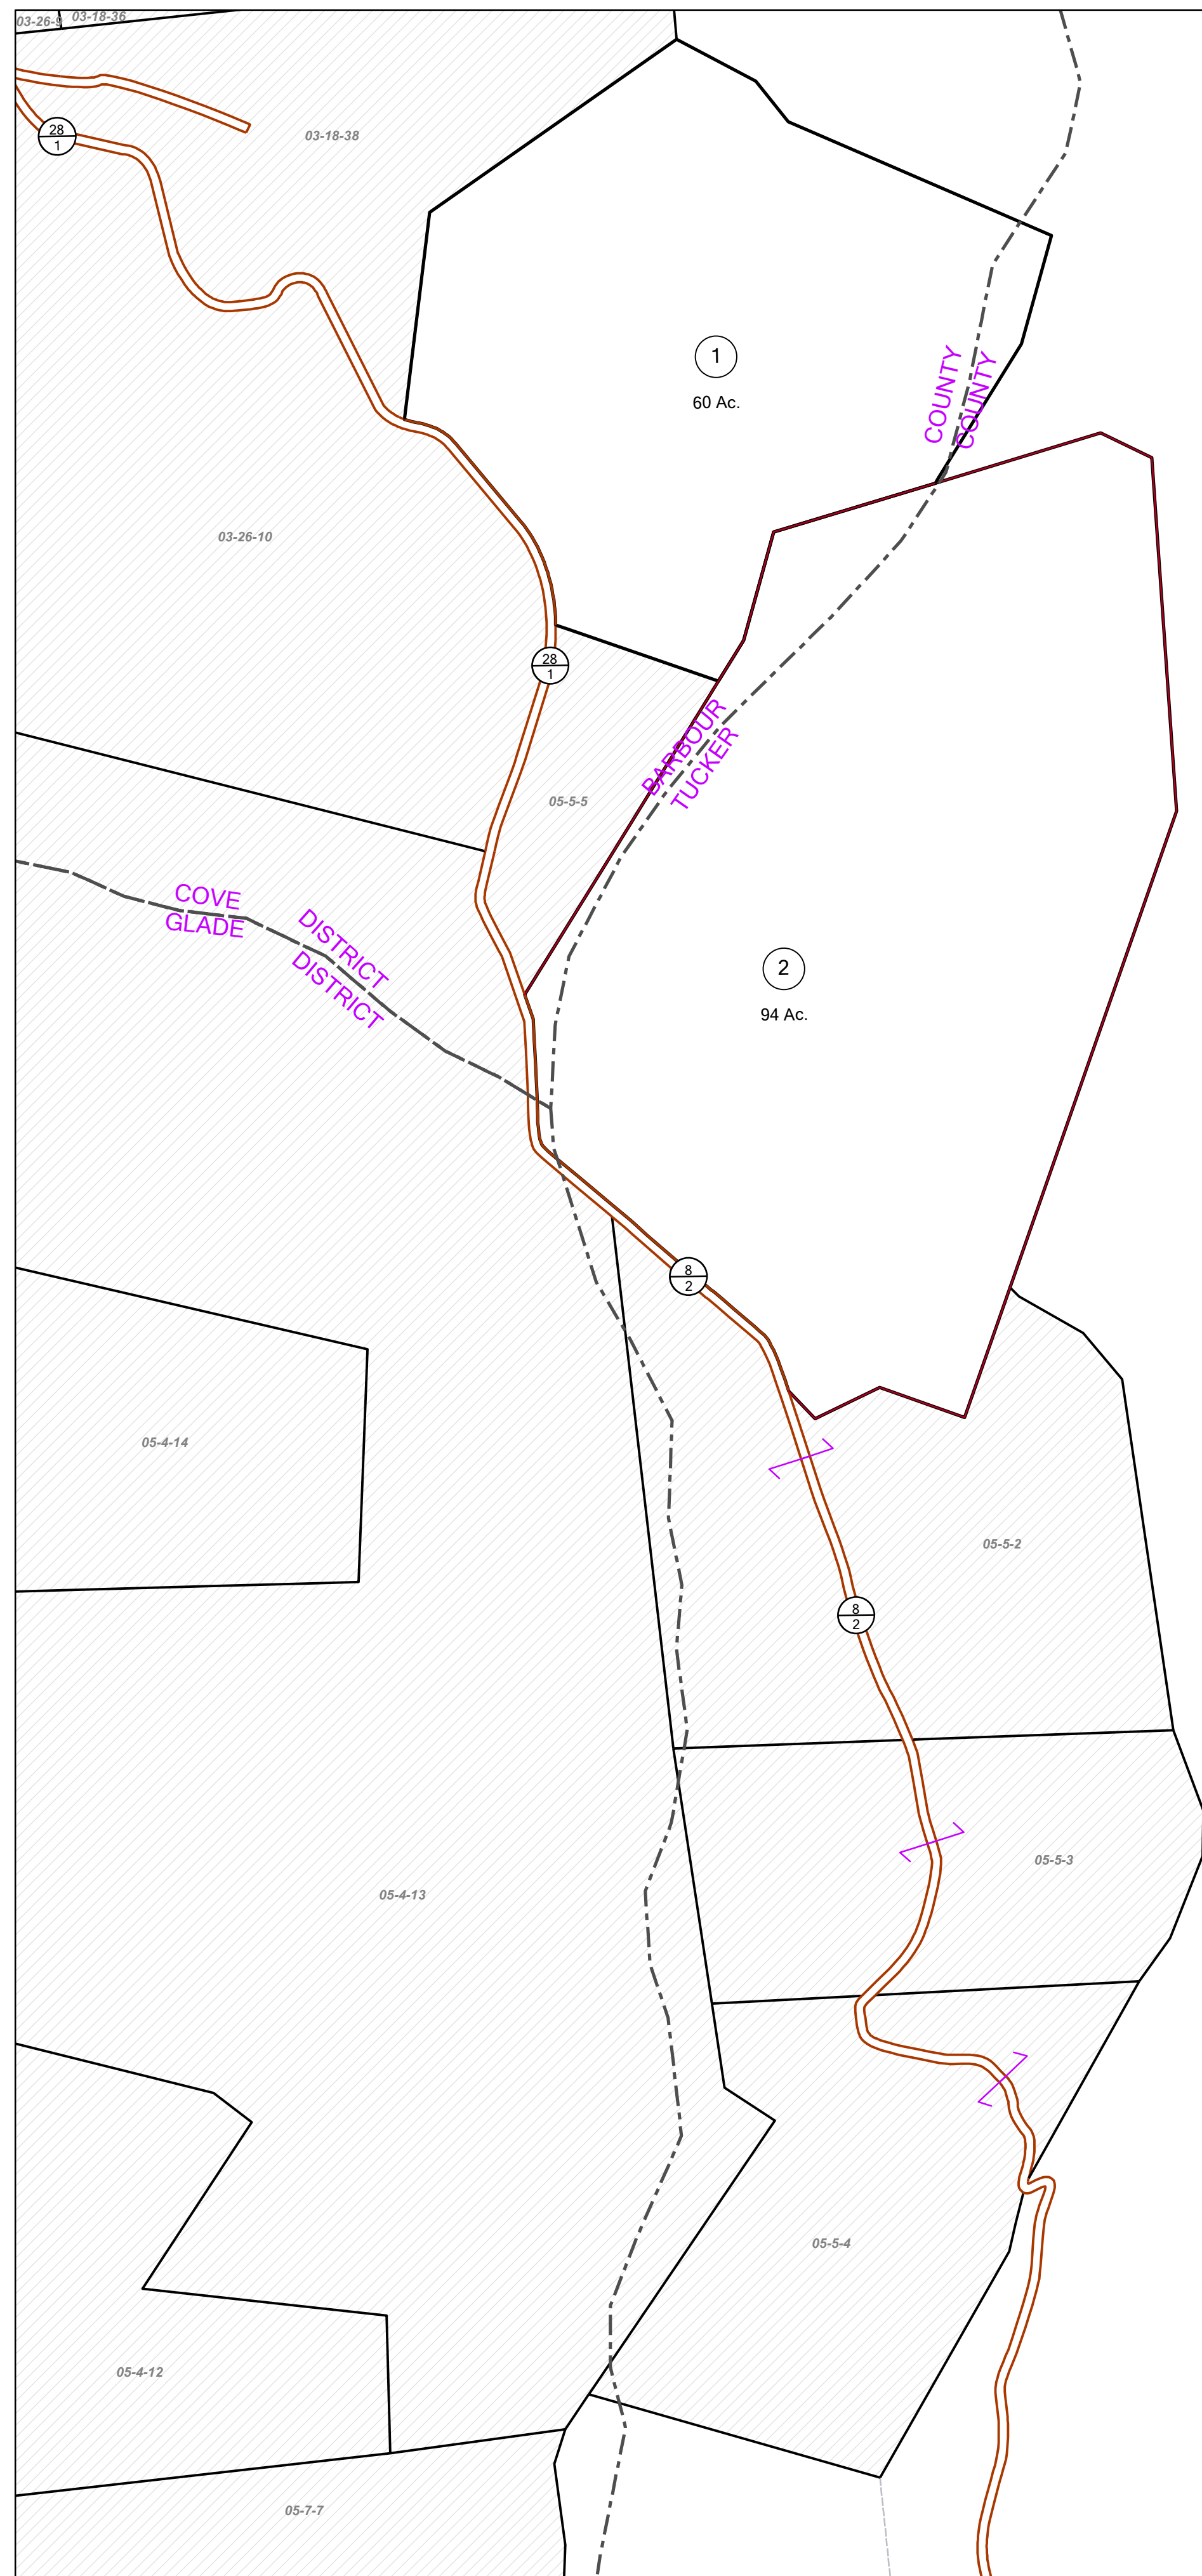 03-26-9
03-18-36
28
1
03-18-38
1
60 Ac.
COUNTY
COUNTY
03-26-10
28
1
BARBOUR
TUCKER
05-5-5
COVE
GLADE
DISTRICT
DISTRICT
2
94 Ac.
8
2
05-4-14
05-5-2
8
2
05-5-3
05-4-13
05-5-4
05-4-12
05-7-7